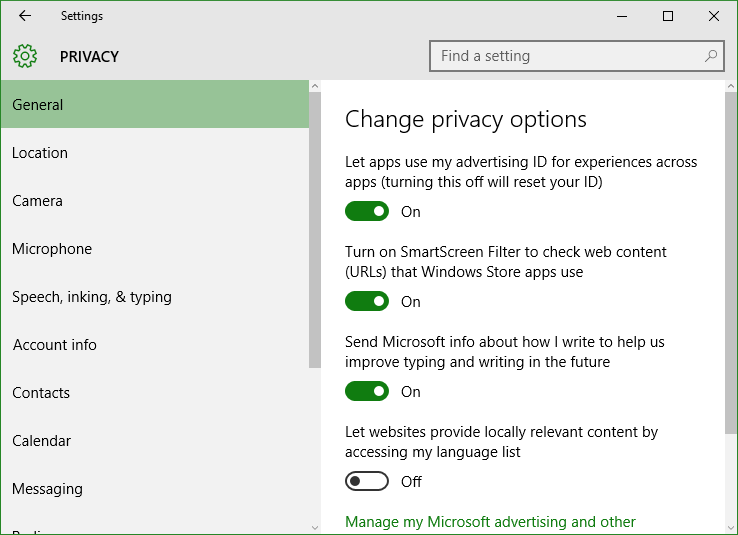 Settings
PRIVACY
Find a setting
General
Location
Camera
Microphone
Speech, inking, & typing
Account info
Contacts
Calendar
Messaging
Change privacy options
Let apps use my advertising ID for experiences across
apps (turning this off will reset your ID)
On
Turn on SmartScreen Filter to check web content
(URLs) that Windows Store apps use
On
Send Microsoft info about how I write to help us
improve typing and writing in the future
On
Let websites provide locally relevant content by
accessing my language list
Off
Manage my Microsoft advertising and other